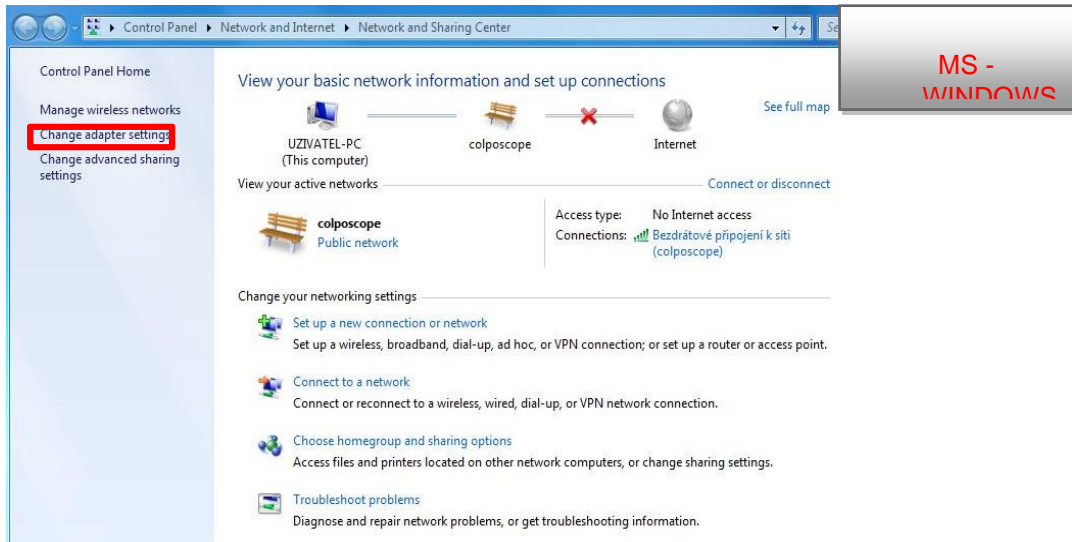 Control Panel ▸ Network and Internet ▸ Network and Sharing Center
Se
MS -
WINDOWS
Control Panel Home
Manage wireless networks
Change adapter settings
Change advanced sharing
settings
View your basic network information and set up connections
See full map
UZIVATEL-PC
(This computer)
colposcope
Internet
View your active networks
Connect or disconnect
colposcope
Public network
Access type: No Internet access
Connections: Bezdrátové připojení k síti
(colposcope)
Change your networking settings
Set up a new connection or network
Set up a wireless, broadband, dial-up, ad hoc, or VPN connection; or set up a router or access point.
Connect to a network
Connect or reconnect to a wireless, wired, dial-up, or VPN network connection.
Choose homegroup and sharing options
Access files and printers located on other network computers, or change sharing settings.
Troubleshoot problems
Diagnose and repair network problems, or get troubleshooting information.